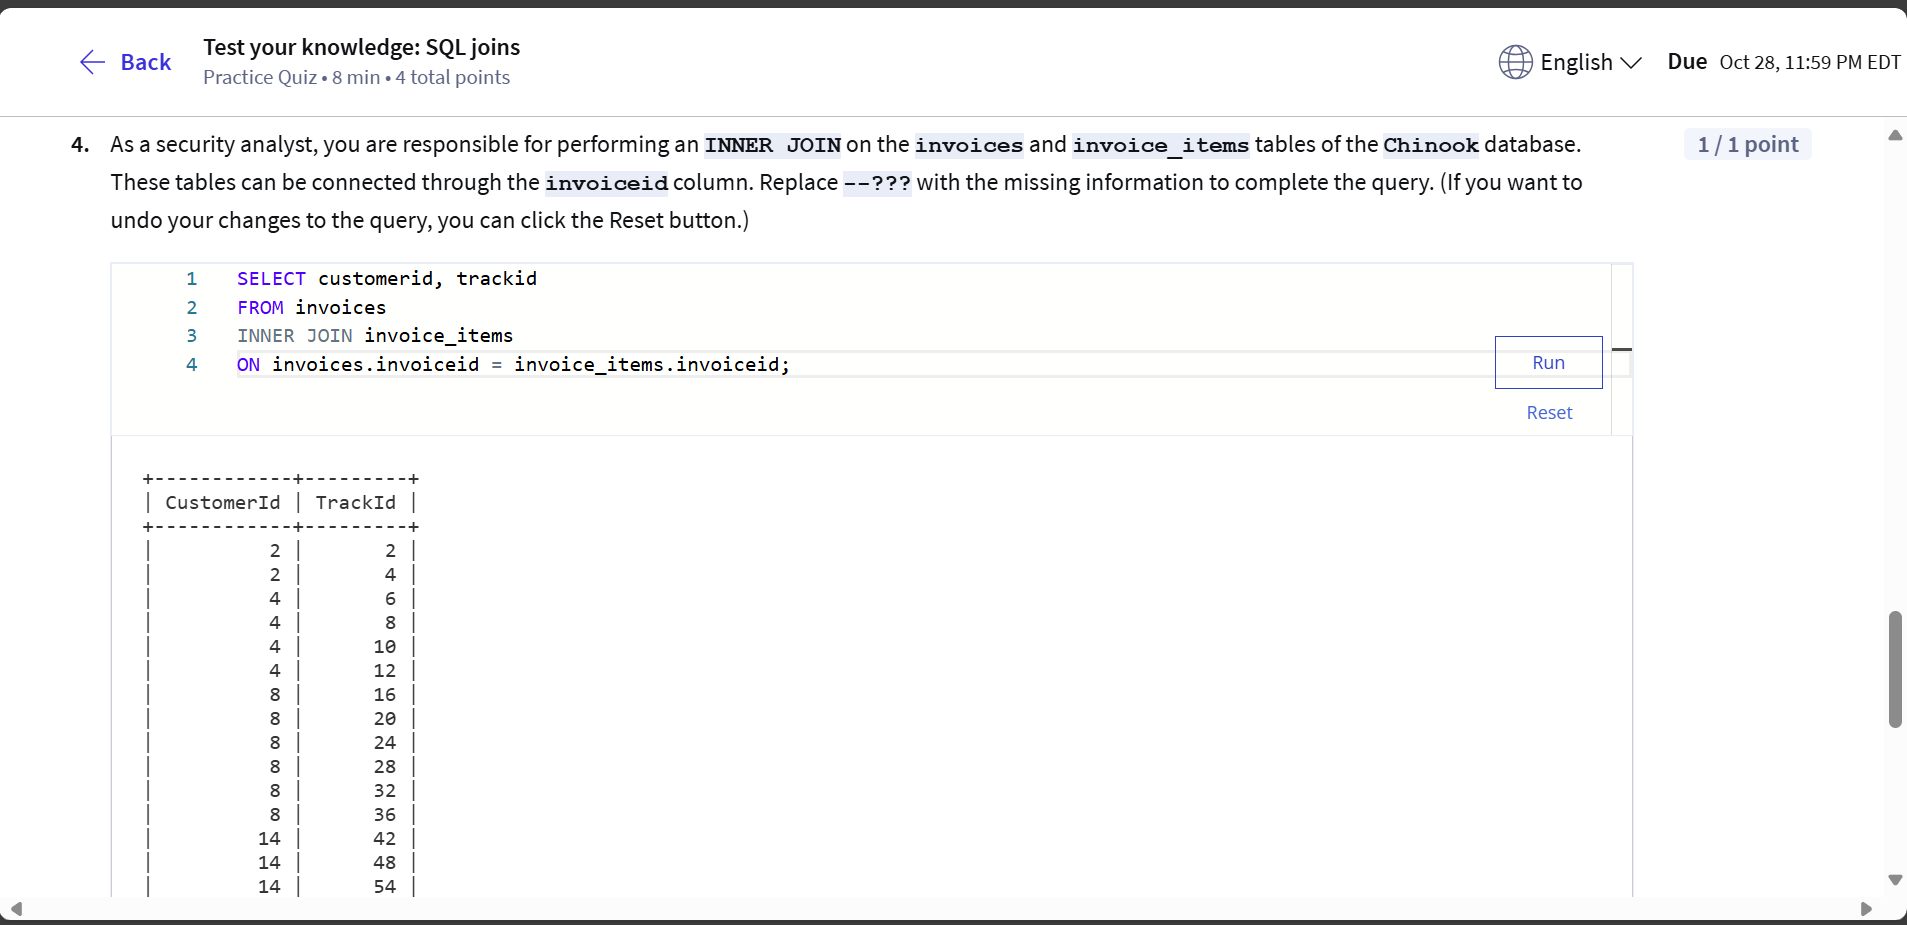 Back
Test your knowledge: SQL joins
Practice Quiz • 8 min • 4 total points
English
Due Oct 28, 11:59 PM EDT
4. As a security analyst, you are responsible for performing an INNER JOIN on the invoices and invoice_items tables of the Chinook database.
1 / 1 point
These tables can be connected through the invoiceid column. Replace --??? with the missing information to complete the query. (If you want to
undo your changes to the query, you can click the Reset button.)
1 SELECT customerid, trackid
2 FROM invoices
3 INNER JOIN invoice_items
4 ON invoices.invoiceid = invoice_items.invoiceid;
Run
Reset
+------------+---------+
| CustomerId | TrackId |
+------------+---------+
| 2 | 2 |
| 2 | 4 |
| 4 | 6 |
| 4 | 8 |
| 4 | 10 |
| 4 | 12 |
| 8 | 16 |
| 8 | 20 |
| 8 | 24 |
| 8 | 28 |
| 8 | 32 |
| 8 | 36 |
| 14 | 42 |
| 14 | 48 |
| 14 | 54 |